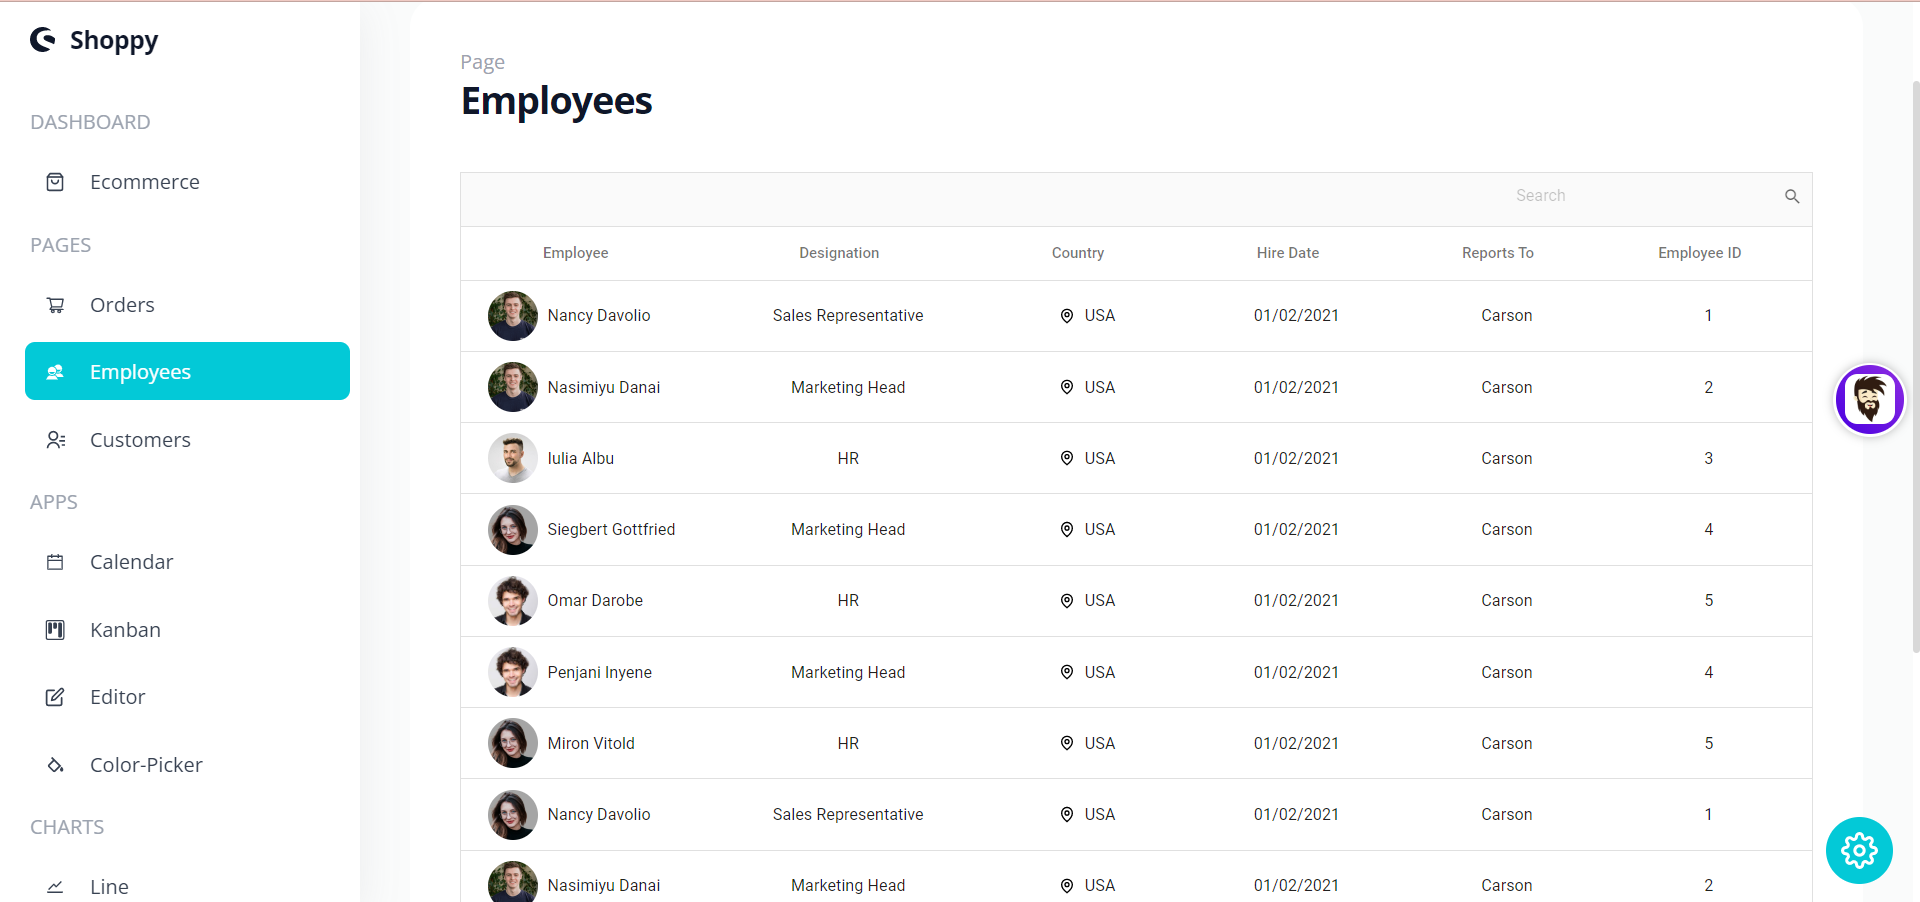 Shoppy
DASHBOARD
Ecommerce
PAGES
Orders
Employees
Customers
APPS
Calendar
Kanban
Editor
Color-Picker
CHARTS
Line
Page
Employees
Search
Employee Designation Country Hire Date Reports To Employee ID
Nancy Davolio Sales Representative USA 01/02/2021 Carson 1
Nasimiyu Danai Marketing Head USA 01/02/2021 Carson 2
Iulia Albu HR USA 01/02/2021 Carson 3
Siegbert Gottfried Marketing Head USA 01/02/2021 Carson 4
Omar Darobe HR USA 01/02/2021 Carson 5
Penjani Inyene Marketing Head USA 01/02/2021 Carson 4
Miron Vitold HR USA 01/02/2021 Carson 5
Nancy Davolio Sales Representative USA 01/02/2021 Carson 1
Nasimiyu Danai Marketing Head USA 01/02/2021 Carson 2